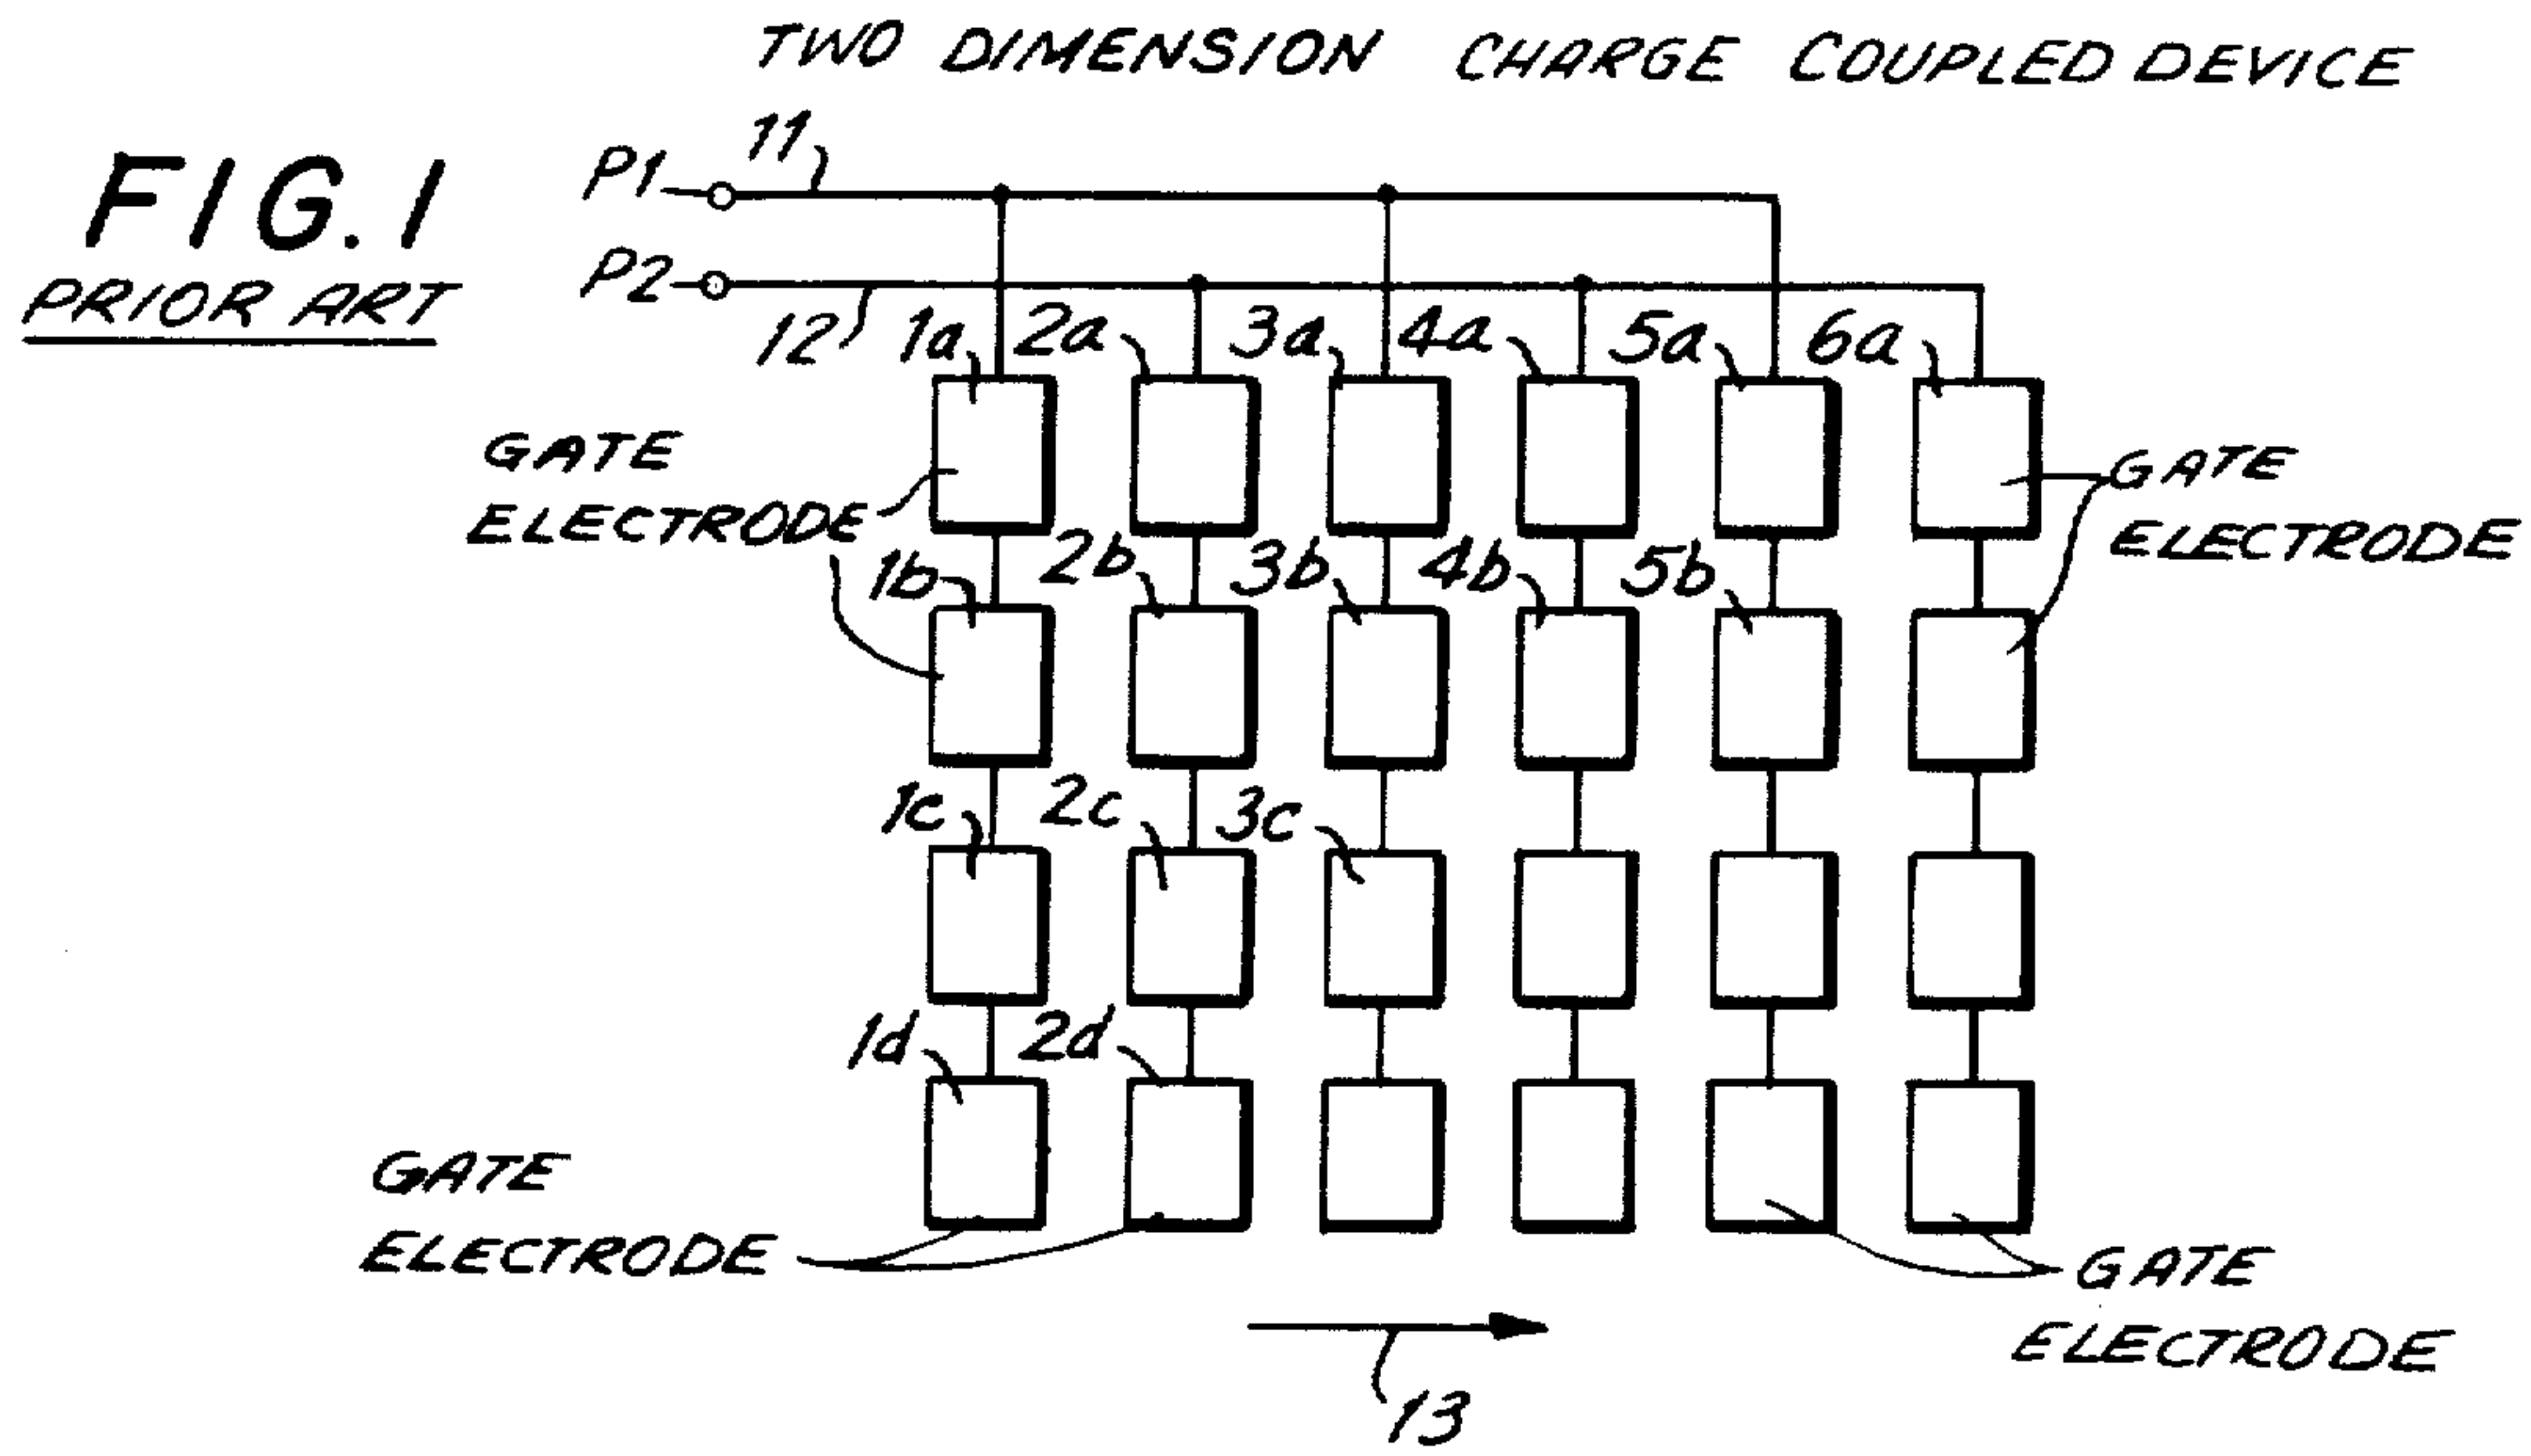 TWO DIMENSION CHARGE COUPLED DEVICE
FIG. 1
PRIOR ART
P1
11
P2
12
1a
2a
3a
4a
5a
6a
GATE
ELECTRODE
GATE
ELECTRODE
1b
2b
3b
4b
5b
1c
2c
3c
1d
2d
GATE
ELECTRODE
GATE
ELECTRODE
13